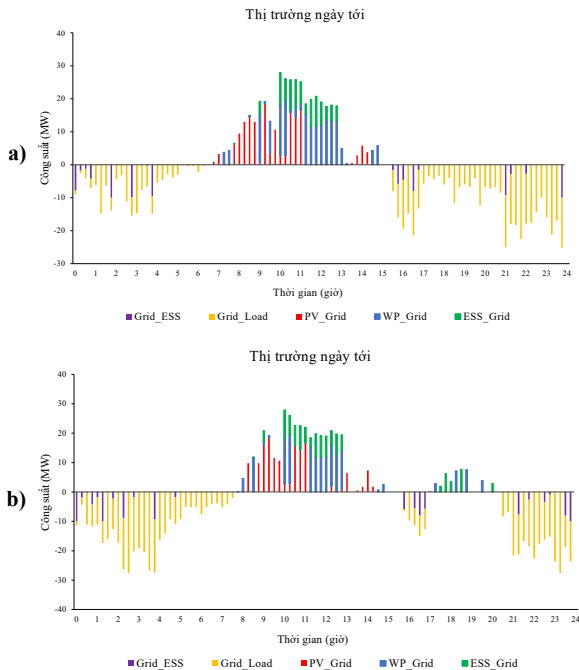 Thị trường ngày tới
a)
Công suất (MW)
40
30
20
10
0
-10
-20
-30
0 1 2 3 4 5 6 7 8 9 10 11 12 13 14 15 16 17 18 19 20 21 22 23 24
Thời gian (giờ)
Grid_ESS Grid_Load PV_Grid WP_Grid ESS_Grid
Thị trường ngày tới
b)
Công suất (MW)
40
30
20
10
0
-10
-20
-30
-40
0 1 2 3 4 5 6 7 8 9 10 11 12 13 14 15 16 17 18 19 20 21 22 23 24
Thời gian (giờ)
Grid_ESS Grid_Load PV_Grid WP_Grid ESS_Grid